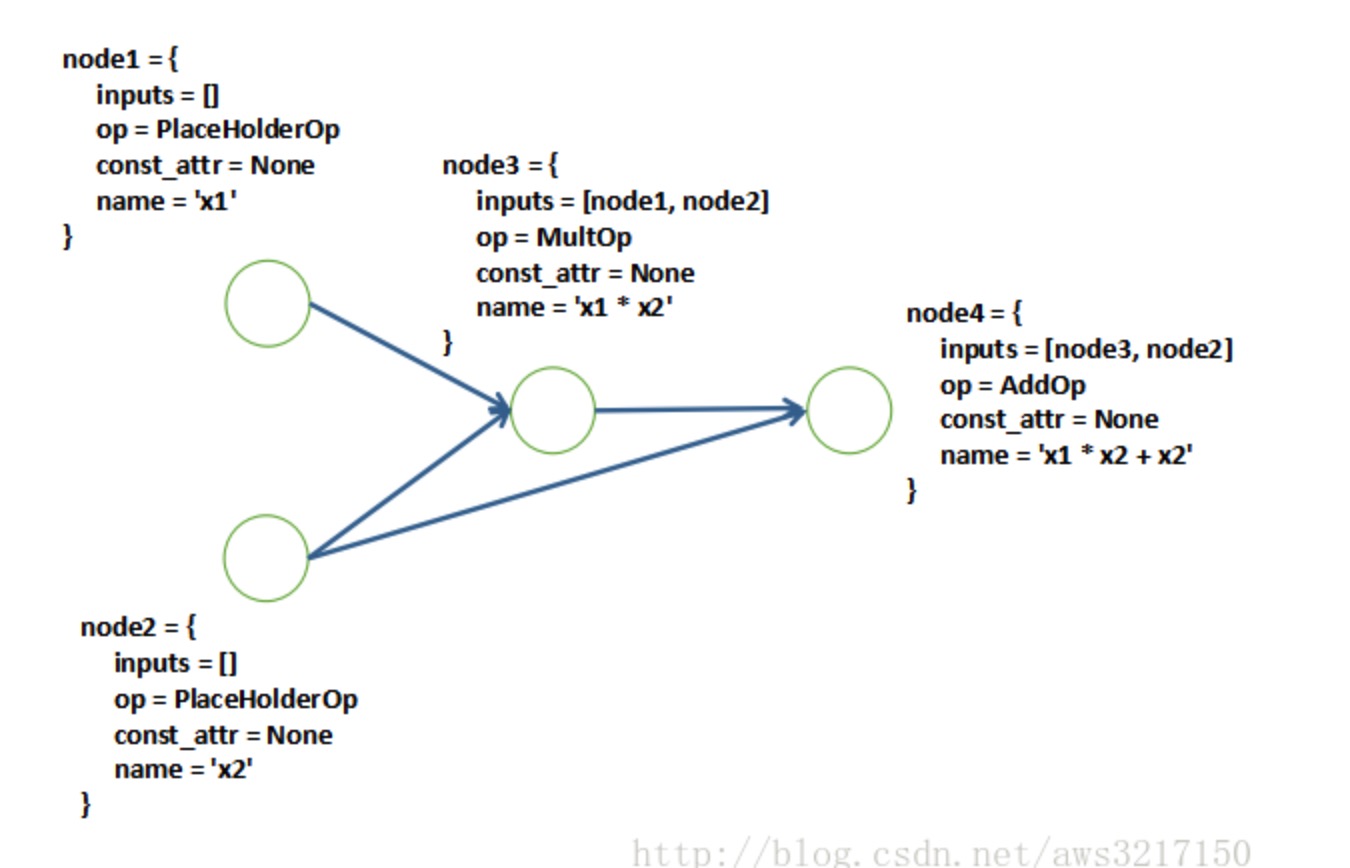 node1 = {
inputs = []
op = PlaceHolderOp
const_attr = None
name = 'x1'
}
node3 = {
inputs = [node1, node2]
op = MultOp
const_attr = None
name = 'x1 * x2'
}
node4 = {
inputs = [node3, node2]
op = AddOp
const_attr = None
name = 'x1 * x2 + x2'
}
node2 = {
inputs = []
op = PlaceHolderOp
const_attr = None
name = 'x2'
}
http://blog.csdn.net/aws3217150